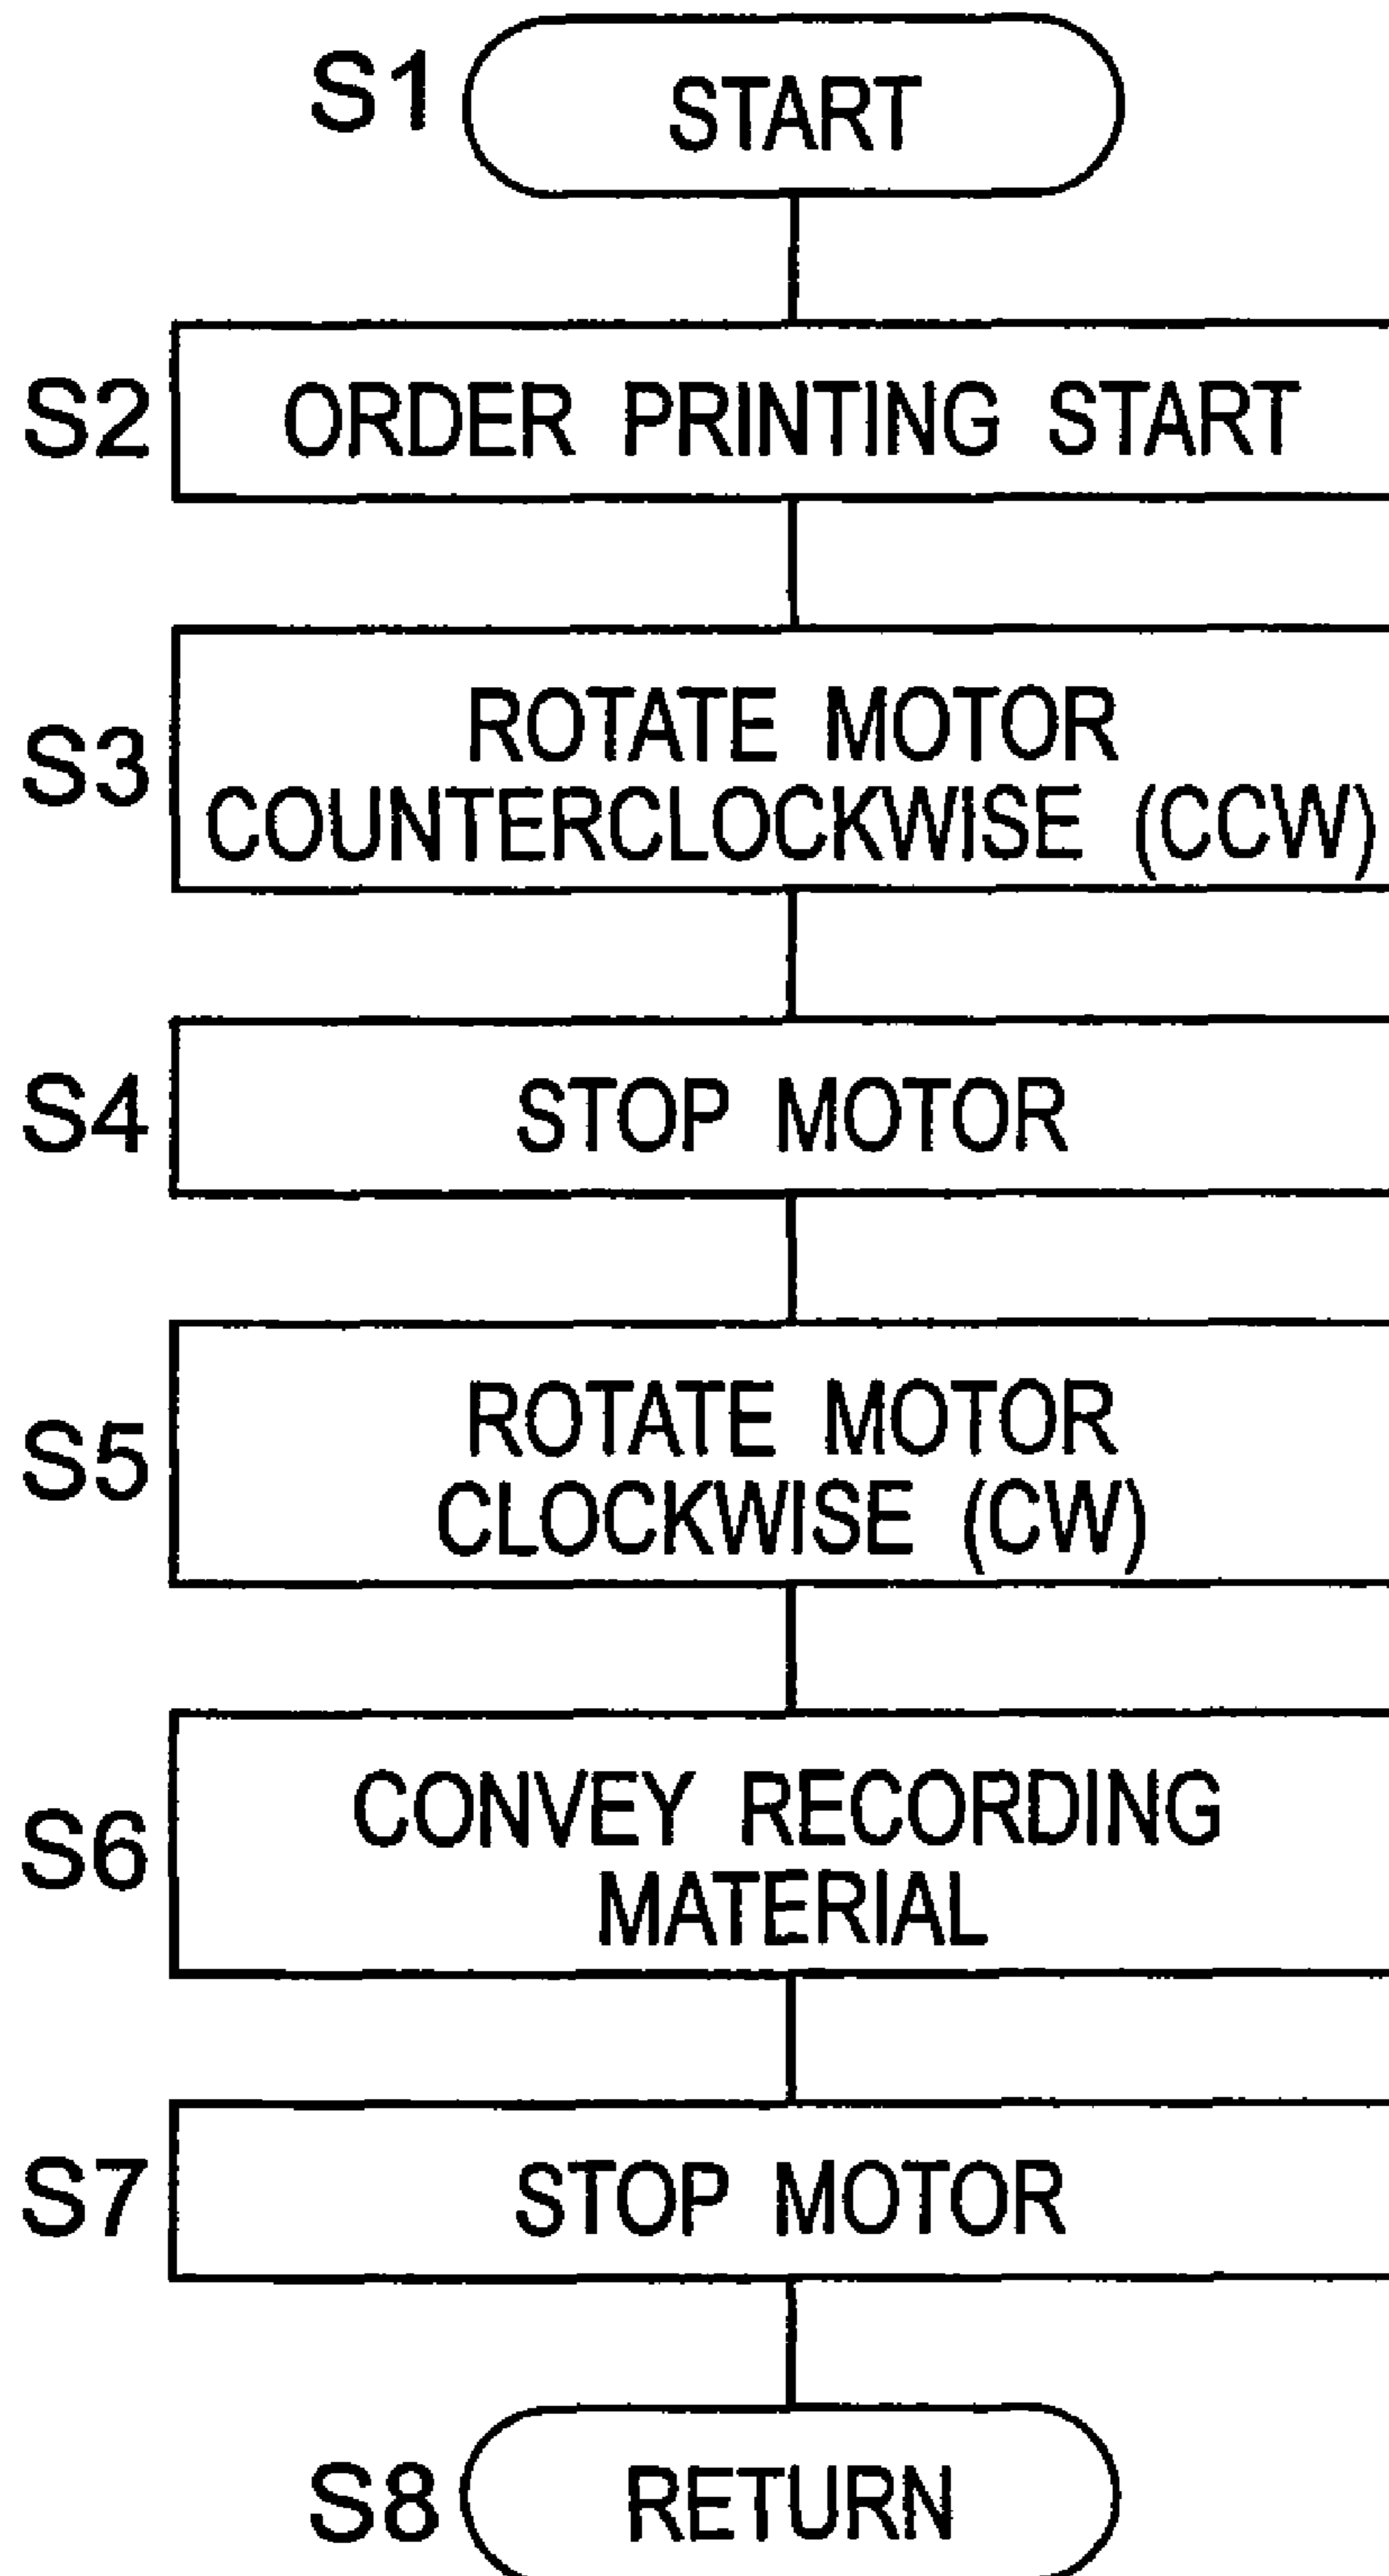 S1 START
S2 ORDER PRINTING START
ROTATE MOTOR
S3 COUNTERCLOCKWISE (CCW)
S4 STOP MOTOR
ROTATE MOTOR
S5 CLOCKWISE (CW)
CONVEY RECORDING
S6 MATERIAL
S7 STOP MOTOR
S8 RETURN